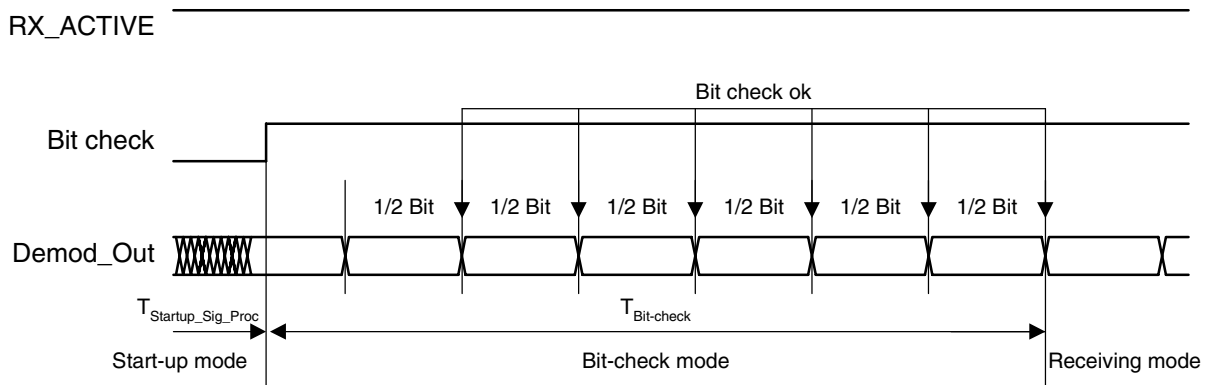 RX_ACTIVE
Bit check ok
Bit check
1/2 Bit 1/2 Bit 1/2 Bit 1/2 Bit 1/2 Bit 1/2 Bit
Demod_Out
TStartup_Sig_Proc TBit-check
Start-up mode Bit-check mode Receiving mode